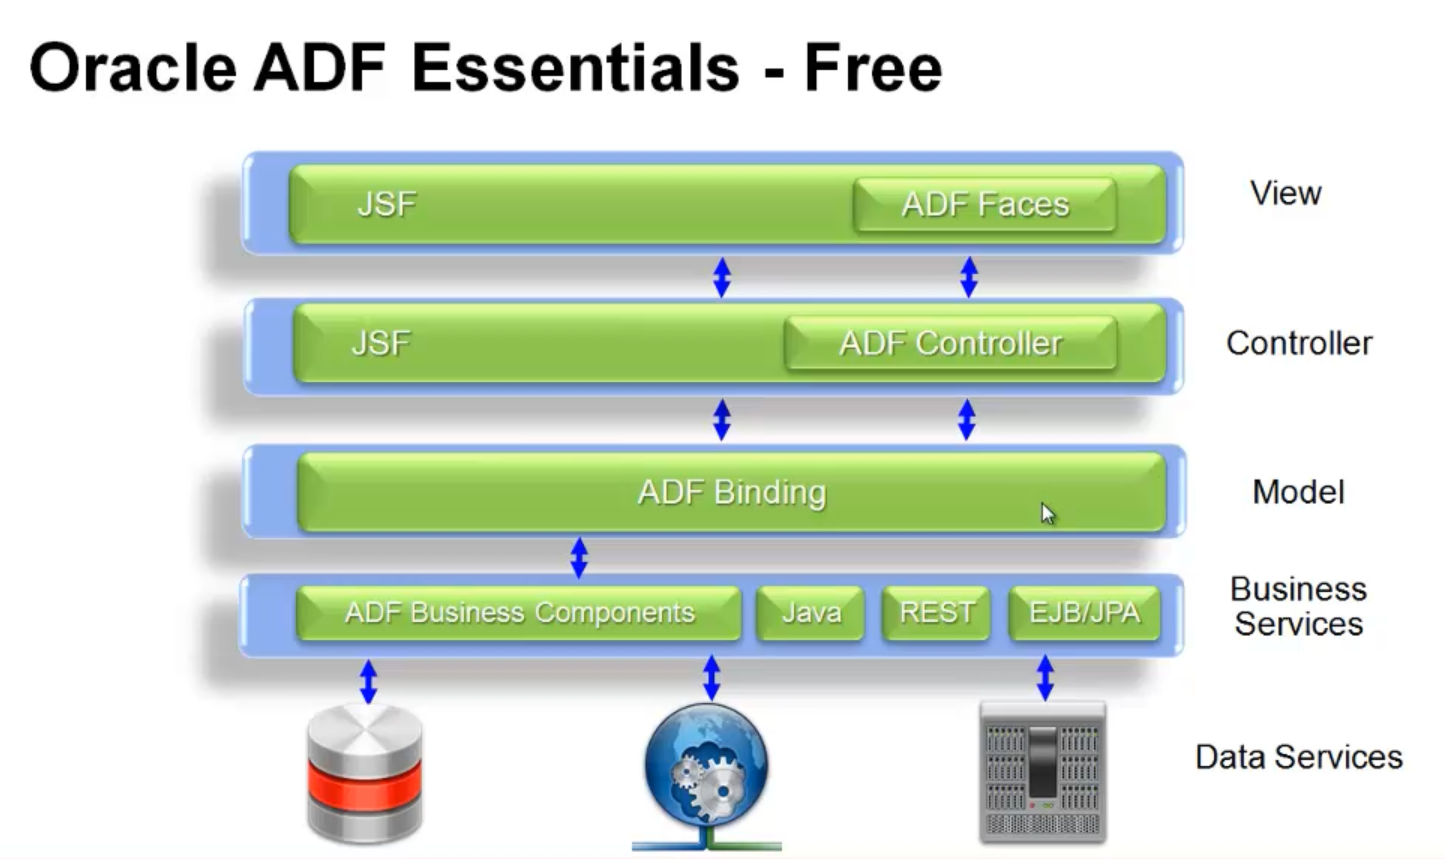 Oracle ADF Essentials - Free
JSF
ADF Faces
View
JSF
ADF Controller
Controller
ADF Binding
Model
ADF Business Components
Java
REST
EJB/JPA
Business
Services
Data Services